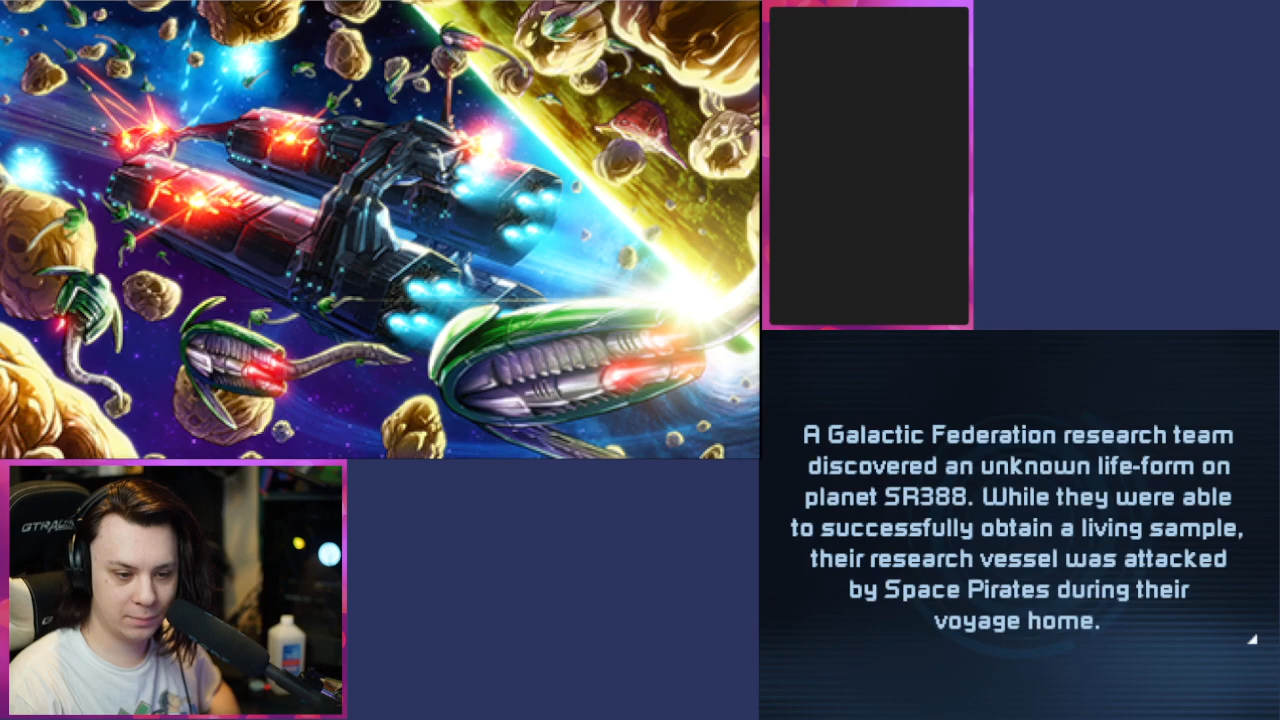 A Galactic Federation research team
discovered an unknown life-form on
planet SR388. While they were able
to successfully obtain a living sample,
their research vessel was attacked
by Space Pirates during their
voyage home.